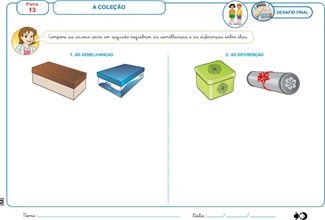 Ficha
13
A COLEÇÃO
DESAFIO FINAL
Compara as caixas para em seguida registrar as semelhanças e as diferenças entre elas.
1. AS SEMELHANÇAS
2. AS DIFERENÇAS
Nome:
Data: / /